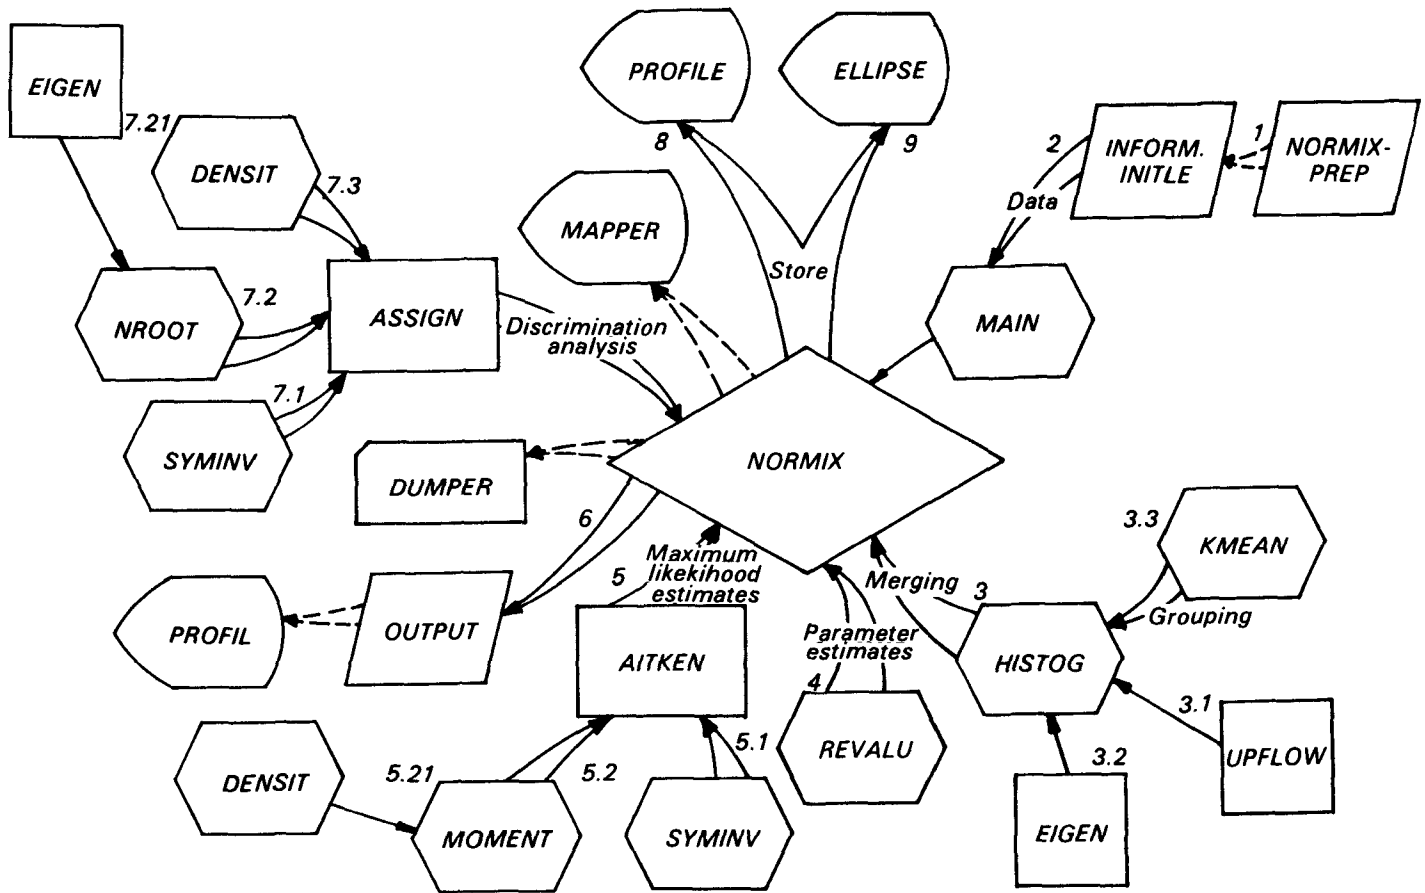 EIGEN
7.21
DENSIT
7.3
NROOT
7.2
ASSIGN
7.1
SYMINV
Discrimination
analysis
PROFILE
8
ELLIPSE
9
Store
MAPPER
2
INFORM.
INITLE
1
NORMIX-
PREP
Data
MAIN
NORMIX
DUMPER
6
PROFIL
OUTPUT
5
Maximum
likekihood
estimates
AITKEN
DENSIT
5.21
MOMENT
5.2
5.1
SYMINV
Parameter
estimates
4
REVALU
Merging
3
HISTOG
3.3
KMEAN
Grouping
3.1
UPFLOW
3.2
EIGEN